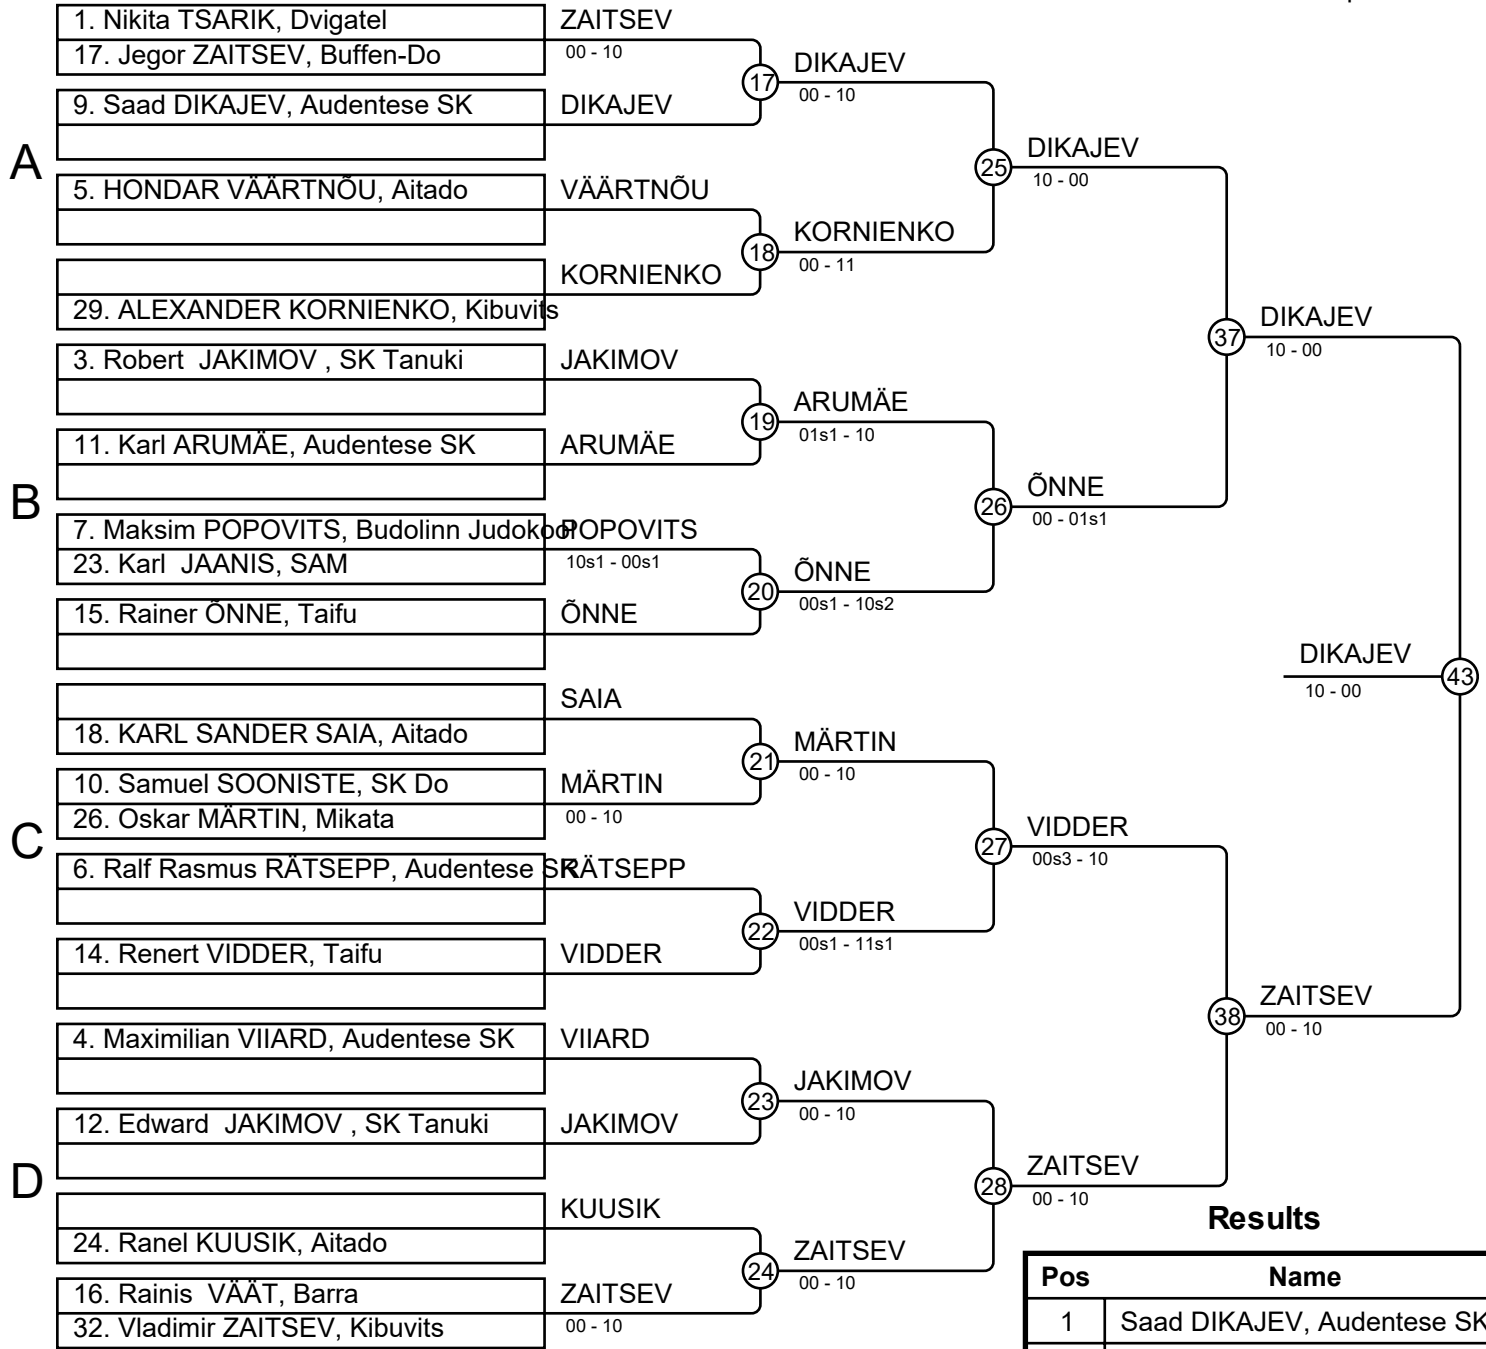 1. Nikita TSARIK, Dvigatel
17. Jegor ZAITSEV, Buffen-Do
9. Saad DIKAJEV, Audentese SK
A
5. HONDAR VÄÄRTNÕU, Aitado
29. ALEXANDER KORNIENKO, Kibuvits
3. Robert JAKIMOV , SK Tanuki
11. Karl ARUMÄE, Audentese SK
B
7. Maksim POPOVITS, Budolinn Judokool
23. Karl JAANIS, SAM
15. Rainer ÕNNE, Taifu
18. KARL SANDER SAIA, Aitado
10. Samuel SOONISTE, SK Do
26. Oskar MÄRTIN, Mikata
C
6. Ralf Rasmus RÄTSEPP, Audentese SK
14. Renert VIDDER, Taifu
4. Maximilian VIIARD, Audentese SK
12. Edward JAKIMOV , SK Tanuki
D
24. Ranel KUUSIK, Aitado
16. Rainis VÄÄT, Barra
32. Vladimir ZAITSEV, Kibuvits
ZAITSEV
00 - 10
DIKAJEV
VÄÄRTNÕU
KORNIENKO
JAKIMOV
ARUMÄE
POPOVITS
10s1 - 00s1
ÕNNE
SAIA
MÄRTIN
00 - 10
RÄTSEPP
VIDDER
VIIARD
JAKIMOV
KUUSIK
ZAITSEV
00 - 10
17
DIKAJEV
00 - 10
18
KORNIENKO
00 - 11
19
ARUMÄE
01s1 - 10
20
ÕNNE
00s1 - 10s2
21
MÄRTIN
00 - 10
22
VIDDER
00s1 - 11s1
23
JAKIMOV
00 - 10
24
ZAITSEV
00 - 10
25
DIKAJEV
10 - 00
26
ÕNNE
00 - 01s1
27
VIDDER
00s3 - 10
28
ZAITSEV
00 - 10
37
DIKAJEV
10 - 00
38
ZAITSEV
00 - 10
DIKAJEV
43
10 - 00
Results
Pos Name
1 Saad DIKAJEV, Audentese SK